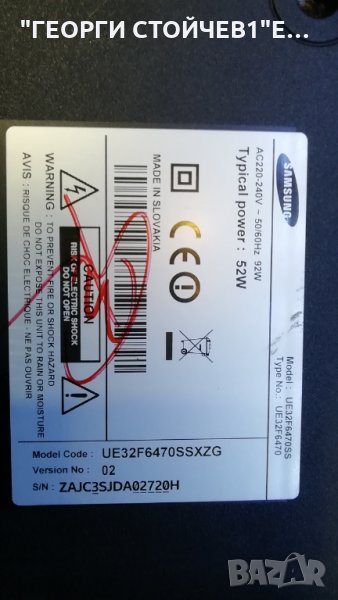 "ГЕОРГИ СТОЙЧЕВ1"Е...
SAMSUNG
Model : UE32F6470SS
Type No.: UE32F6470
AC220-240V ~ 50/60Hz 92W
Typical power : 52W
MADE IN SLOVAKIA
CE
CAUTION
RISK OF ELECTRIC SHOCK
DO NOT OPEN
WARNING : TO PREVENT FIRE OR SHOCK HAZARD
DO NOT EXPOSE THIS UNIT TO RAIN OR MOISTURE
AVIS : RISQUE DE CHOC ELECTRIQUE - NE PAS OUVRIR
Model Code : UE32F6470SSXZG
Version No : 02
S/N : ZAJC3SJDA02720H
BAZAR